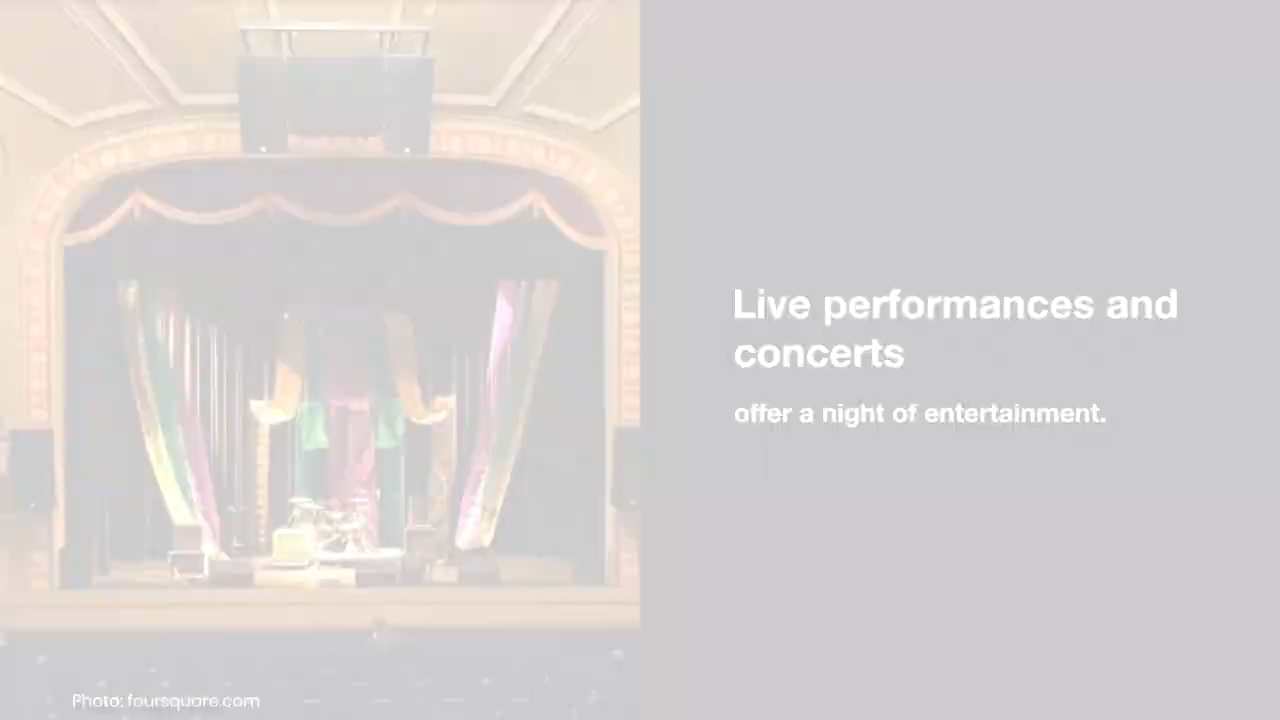 Live performances and
concerts
offer a night of entertainment.
Photo: foursquare.com